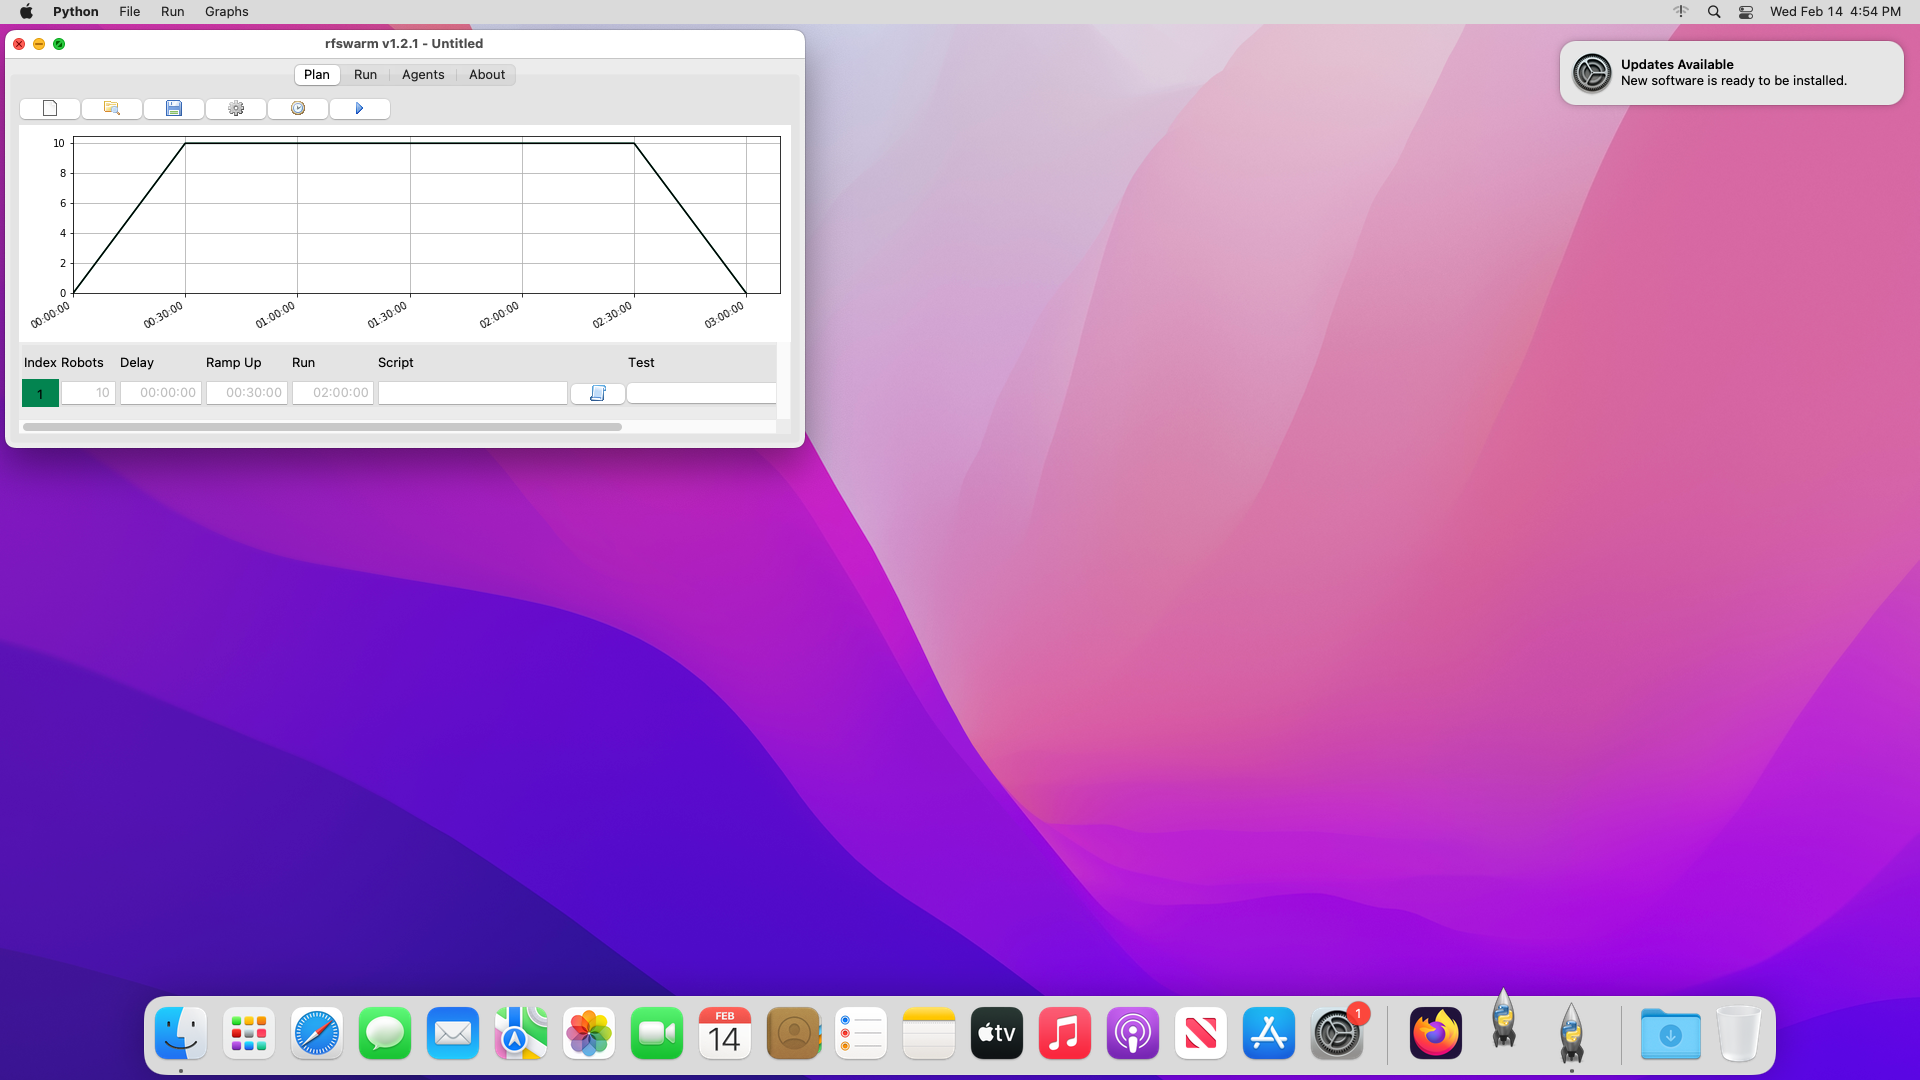 Python File Run Graphs
Wed Feb 14 4:54 PM
rfswarm v1.2.1 - Untitled
Plan Run Agents About
Updates Available
New software is ready to be installed.
10
8
6
4
2
0
00:00:00 00:30:00 01:00:00 01:30:00 02:00:00 02:30:00 03:00:00
Index Robots Delay Ramp Up Run Script Test
1 10 00:00:00 00:30:00 02:00:00
FEB
14
tv
1